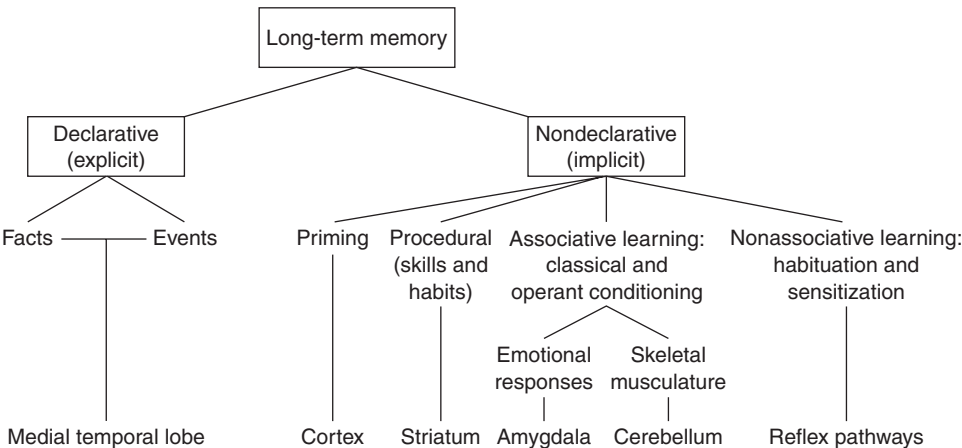 Long-term memory
Declarative
(explicit)
Nondeclarative
(implicit)
Facts
Events
Priming
Procedural
(skills and
habits)
Associative learning:
classical and
operant conditioning
Nonassociative learning:
habituation and
sensitization
Emotional
responses
Skeletal
musculature
Medial temporal lobe
Cortex
Striatum
Amygdala
Cerebellum
Reflex pathways